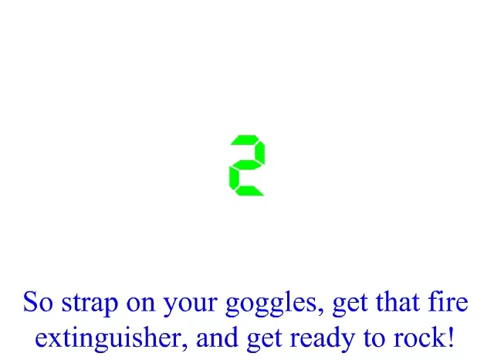 2
So strap on your goggles, get that fire
extinguisher, and get ready to rock!